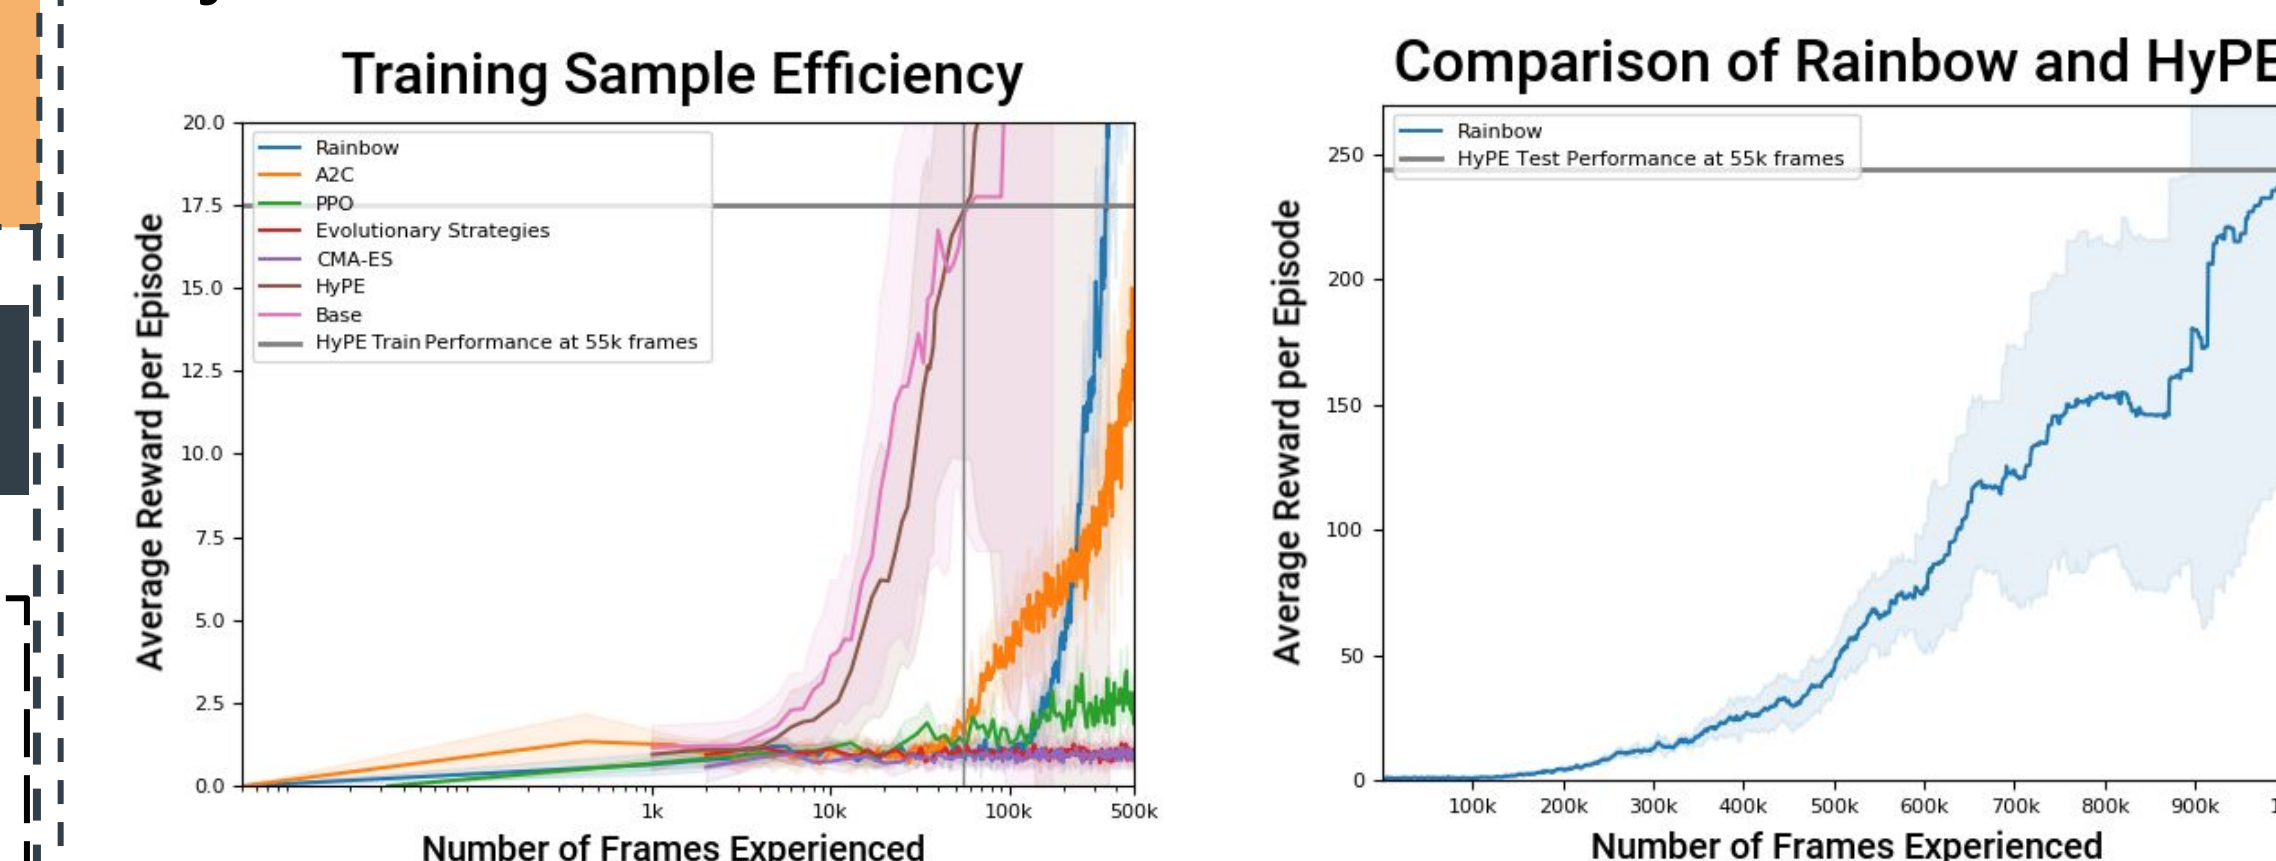 Training Sample Efficiency
Average Reward per Episode
20.0
17.5
15.0
12.5
10.0
7.5
5.0
2.5
0.0
Rainbow
A2C
PPO
Evolutionary Strategies
CMA-ES
HyPE
Base
HyPE Train Performance at 55k frames
1k 10k 100k 500k
Number of Frames Experienced
Comparison of Rainbow and HyPE
Average Reward per Episode
250
200
150
100
50
0
Rainbow
HyPE Test Performance at 55k frames
100k 200k 300k 400k 500k 600k 700k 800k 900k
Number of Frames Experienced